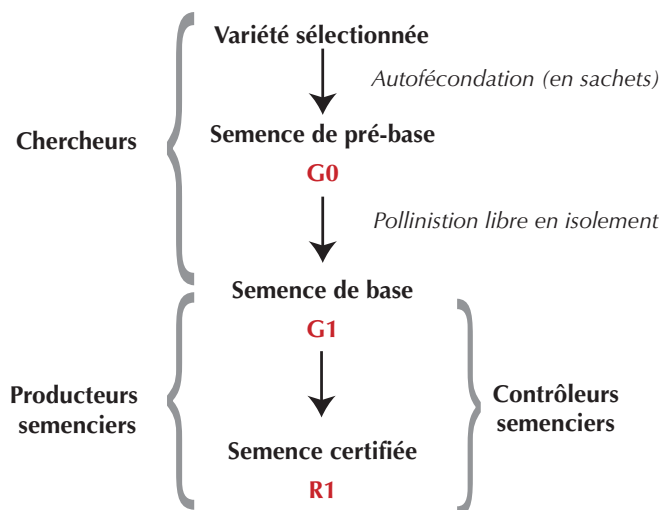 Variété sélectionnée
Autofécondation (en sachets)
Chercheurs
Semence de pré-base
G0
Pollinistion libre en isolement
Semence de base
G1
Producteurs
semenciers
Contrôleurs
semenciers
Semence certifiée
R1